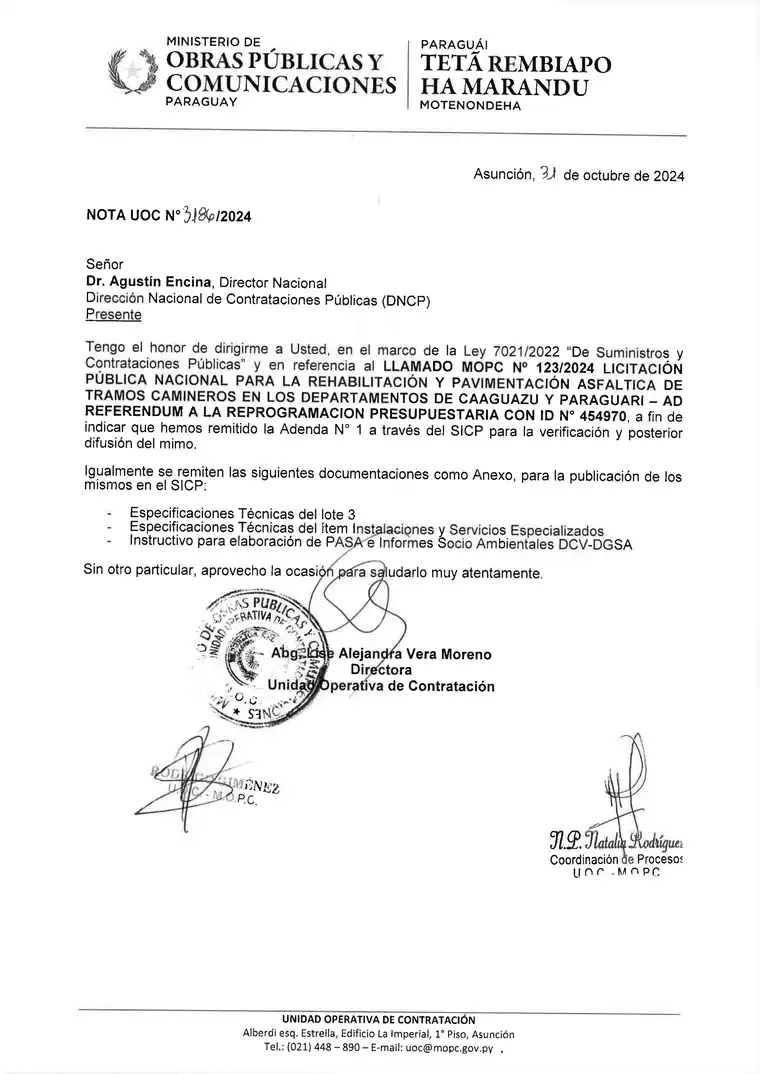 MINISTERIO DE
OBRAS PÚBLICAS Y
COMUNICACIONES
PARAGUAY
PARAGUÁI
TETÃ REMBIAPO
HA MARANDU
MOTENONDEHA
Asunción, 31 de octubre de 2024
NOTA UOC N° 3186/2024
Señor
Dr. Agustín Encina, Director Nacional
Dirección Nacional de Contrataciones Públicas (DNCP)
Presente
Tengo el honor de dirigirme a Usted, en el marco de la Ley 7021/2022 “De Suministros y
Contrataciones Públicas” y en referencia al LLAMADO MOPC Nº 123/2024 LICITACIÓN
PÚBLICA NACIONAL PARA LA REHABILITACIÓN Y PAVIMENTACIÓN ASFALTICA DE
TRAMOS CAMINEROS EN LOS DEPARTAMENTOS DE CAAGUAZU Y PARAGUARI – AD
REFERENDUM A LA REPROGRAMACION PRESUPUESTARIA CON ID N° 454970, a fin de
indicar que hemos remitido la Adenda N° 1 a través del SICP para la verificación y posterior
difusión del mimo.
Igualmente se remiten las siguientes documentaciones como Anexo, para la publicación de los
mismos en el SICP:
- Especificaciones Técnicas del lote 3
- Especificaciones Técnicas del ítem Instalaciones y Servicios Especializados
- Instructivo para elaboración de PASA e Informes Socio Ambientales DCV-DGSA
Sin otro particular, aprovecho la ocasión para saludarlo muy atentamente.
Abg. Alejandra Vera Moreno
Directora
Unidad Operativa de Contratación
RODRIGO GIMÉNEZ
U.O.C. - M.O.P.C.
N.P. Natalia Rodríguez
Coordinación de Procesos
UOC - MOPC
UNIDAD OPERATIVA DE CONTRATACIÓN
Alberdi esq. Estrella, Edificio La Imperial, 1° Piso, Asunción
Tel.: (021) 448 – 890 – E-mail: uoc@mopc.gov.py